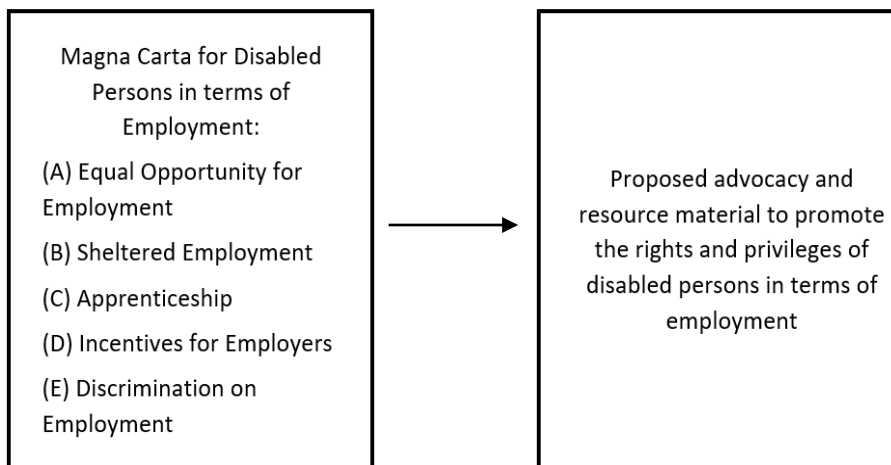 Magna Carta for Disabled
Persons in terms of
Employment:
(A) Equal Opportunity for
Employment
(B) Sheltered Employment
(C) Apprenticeship
(D) Incentives for Employers
(E) Discrimination on
Employment
Proposed advocacy and
resource material to promote
the rights and privileges of
disabled persons in terms of
employment